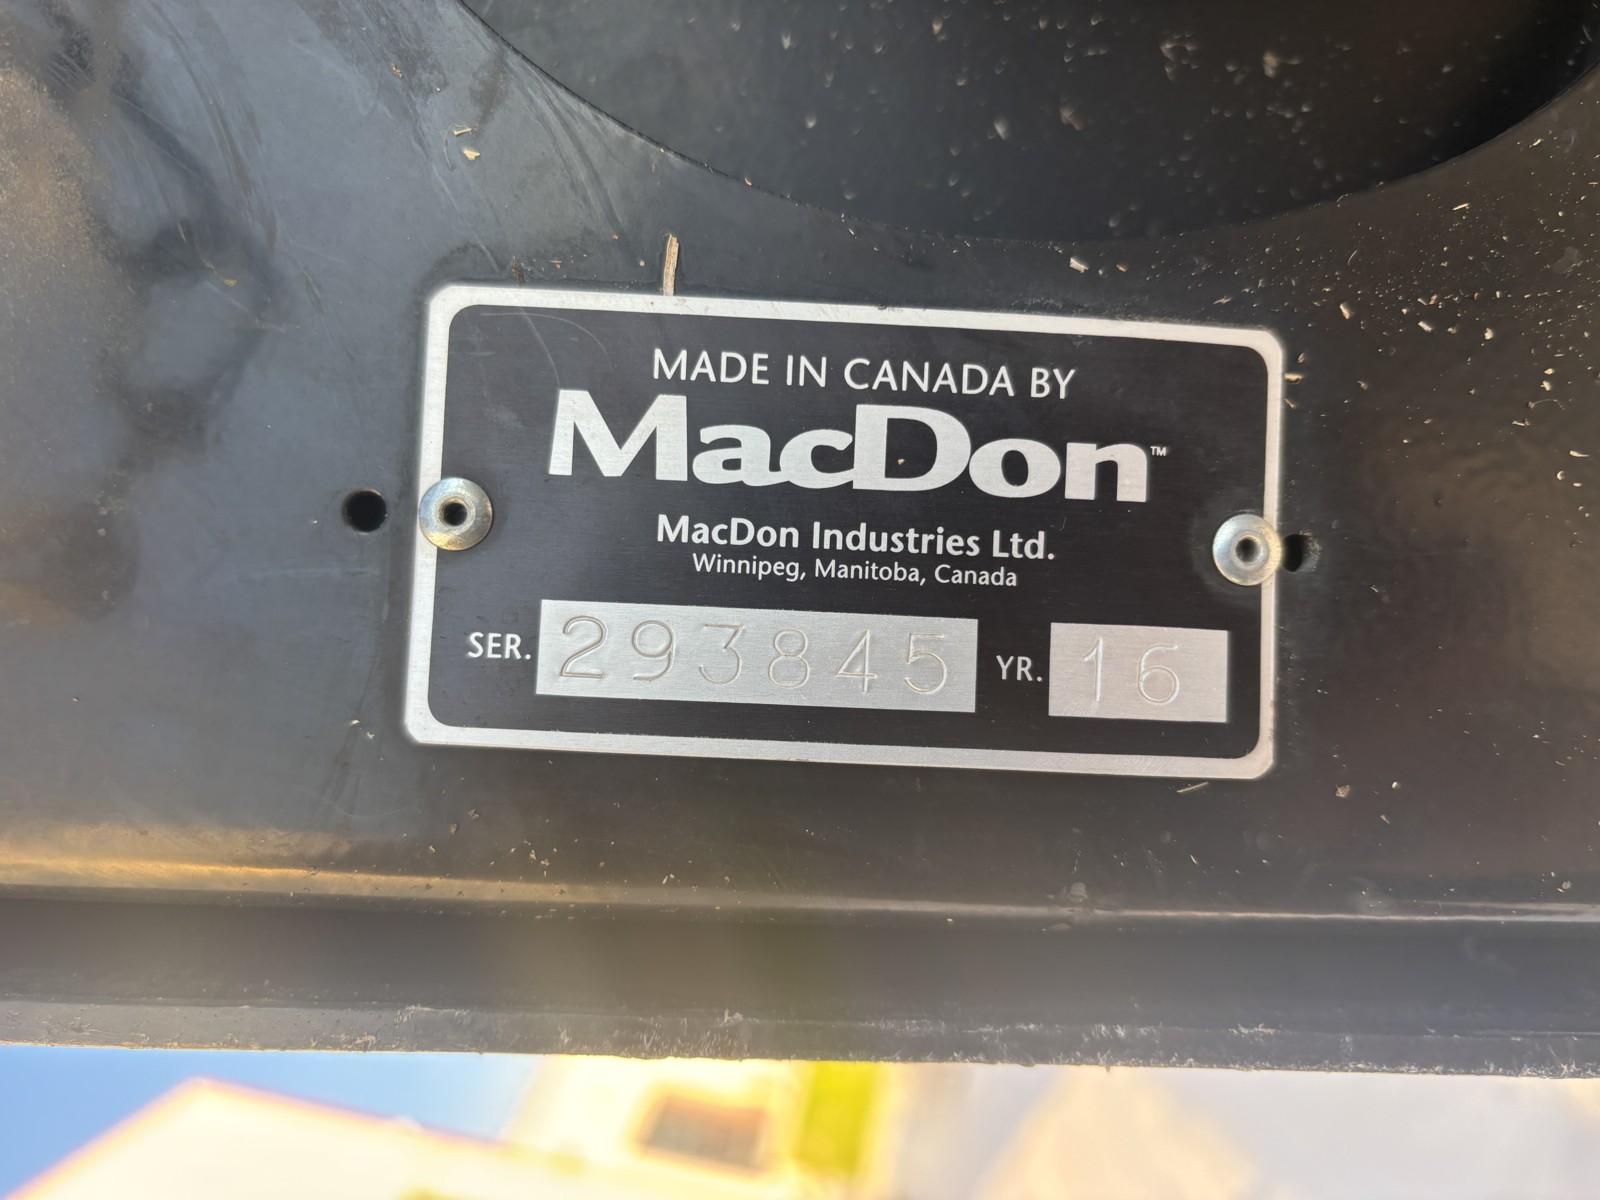 MADE IN CANADA BY
MacDon™
MacDon Industries Ltd.
Winnipeg, Manitoba, Canada
SER. 293845 YR. 16